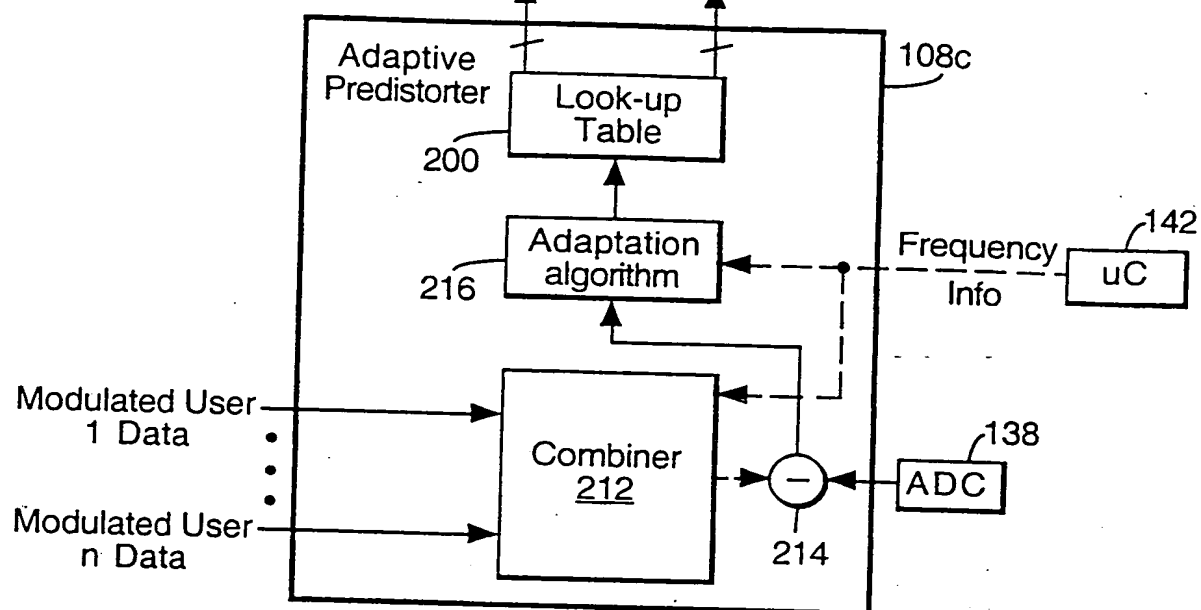 Adaptive
Predistorter
108c
Look-up
Table
200
Adaptation
algorithm
216
Frequency
Info
142
uC
Modulated User
1 Data
Combiner
212
138
ADC
−
214
Modulated User
n Data